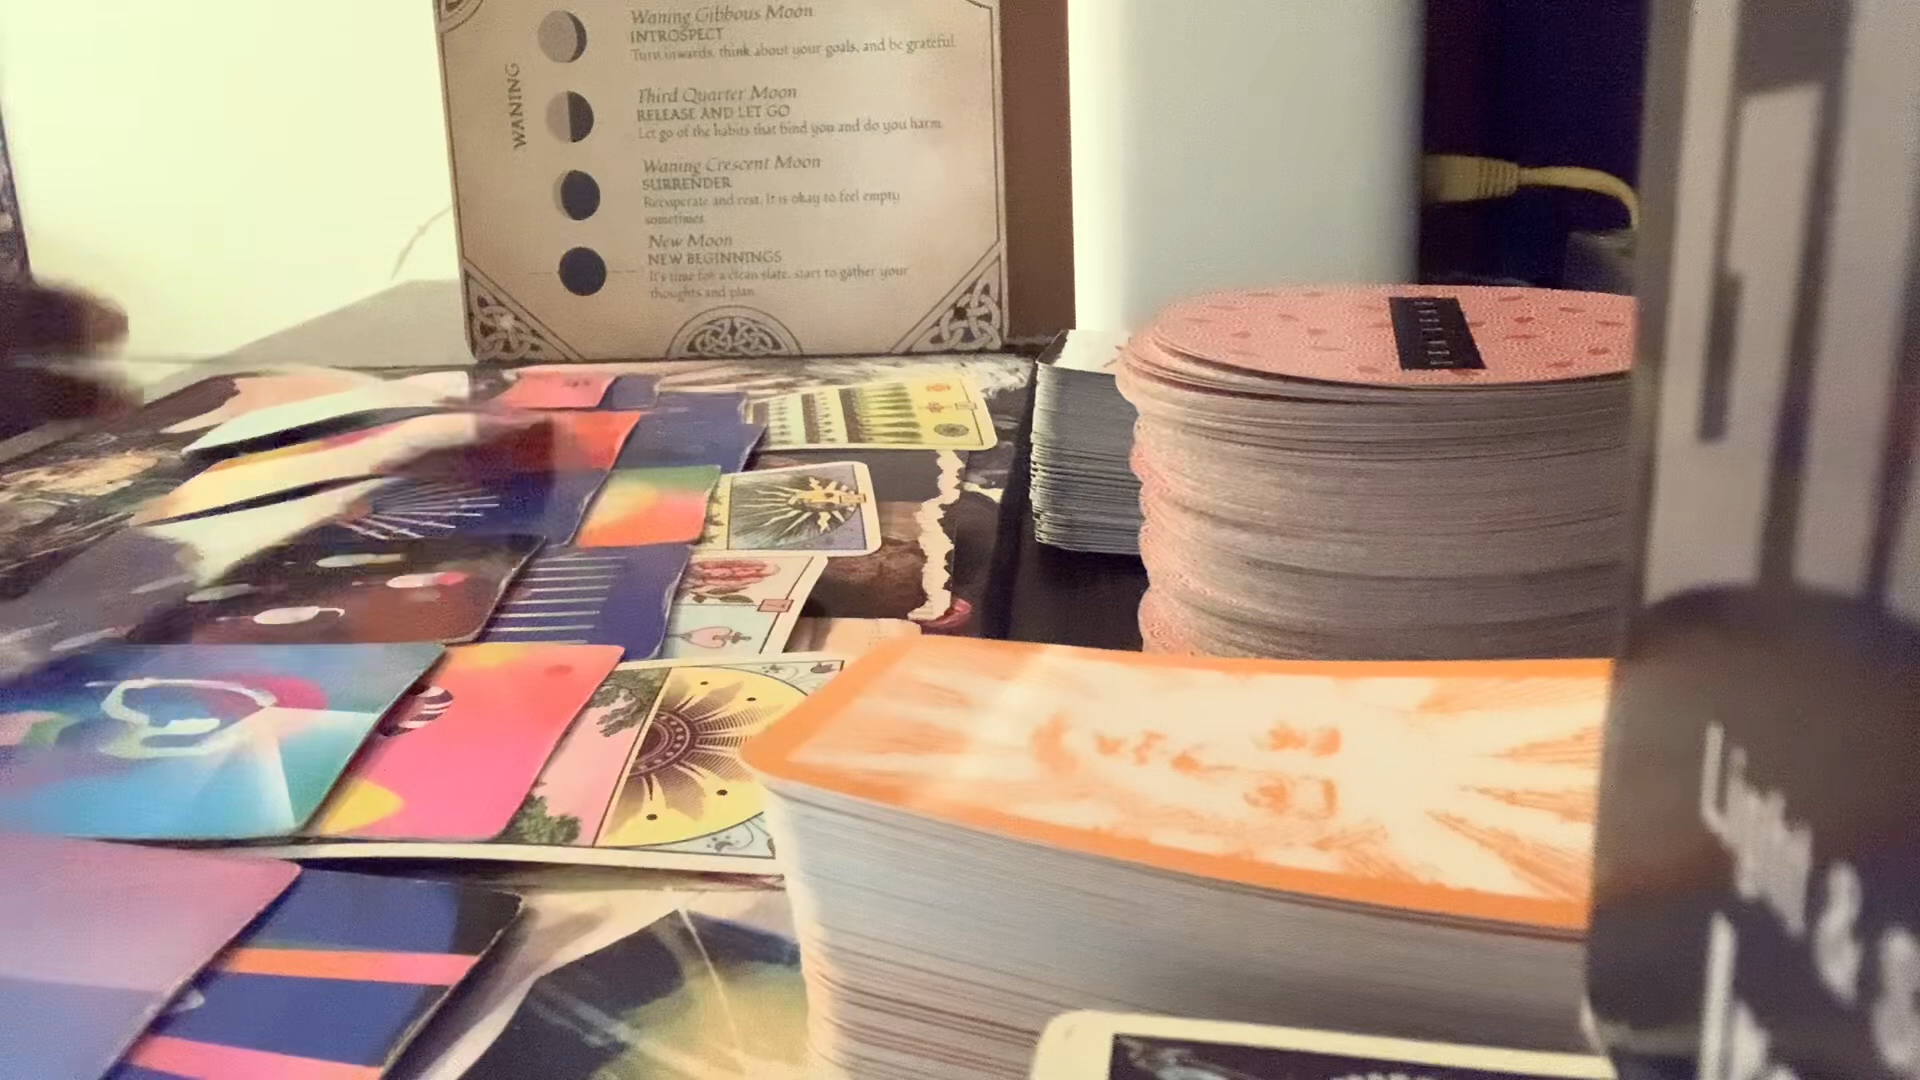 Waning Gibbous Moon
INTROSPECT
Turn inwards, think about your goals, and be grateful.
WANING
Third Quarter Moon
RELEASE AND LET GO
Let go of the habits that bind you and do you harm.
Waning Crescent Moon
SURRENDER
Recuperate and rest. It is okay to feel empty
sometimes.
New Moon
NEW BEGINNINGS
It's time for a clean slate, start to gather your
thoughts and plan.